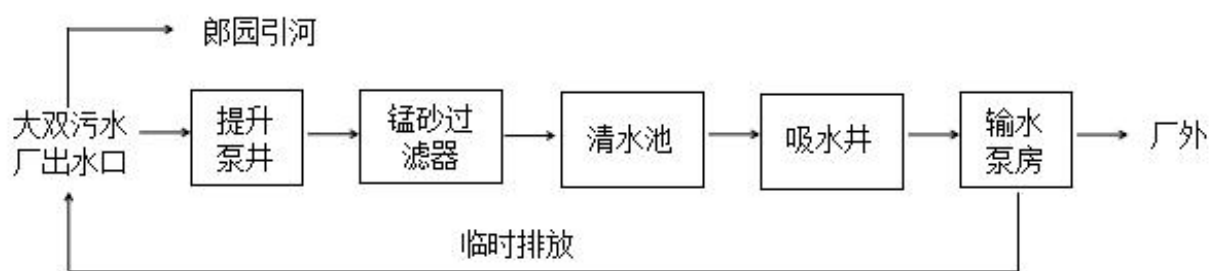 郎园引河
大双污水
厂出水口
提升
泵井
锰砂过
滤器
清水池
吸水井
输水
泵房
厂外
临时排放